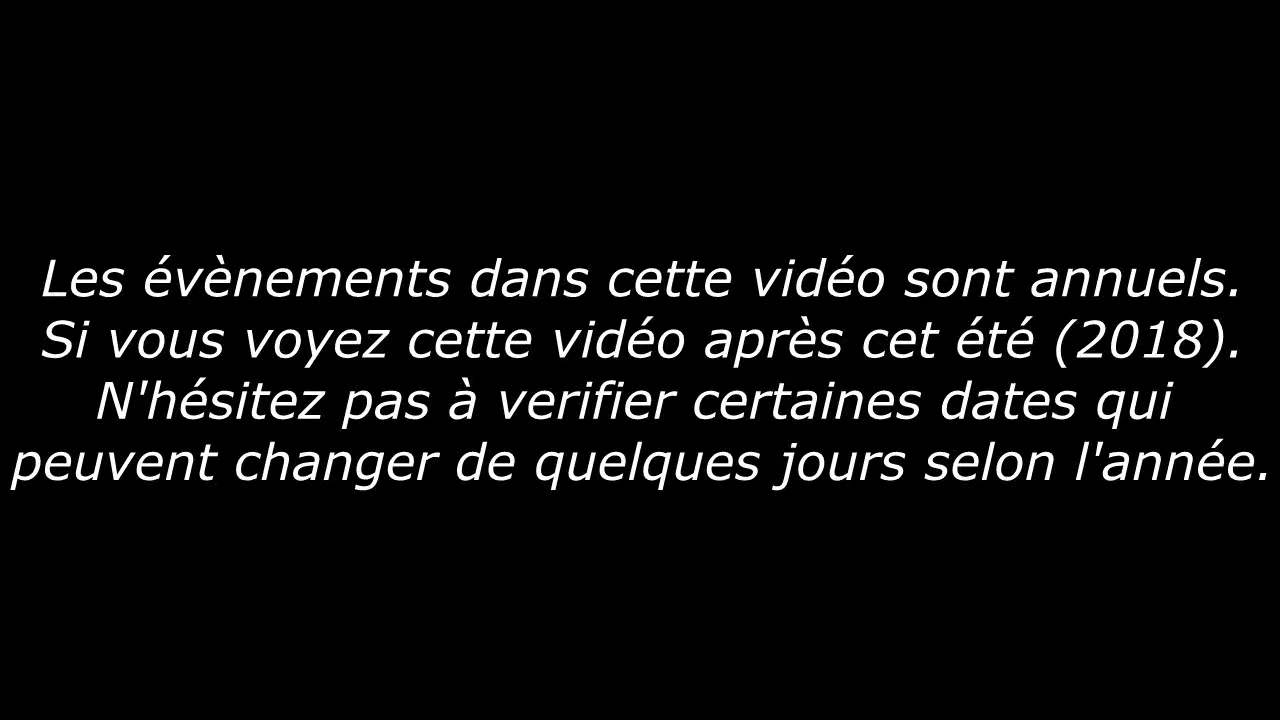 Les évènements dans cette vidéo sont annuels.
Si vous voyez cette vidéo après cet été (2018).
N'hésitez pas à verifier certaines dates qui
peuvent changer de quelques jours selon l'année.